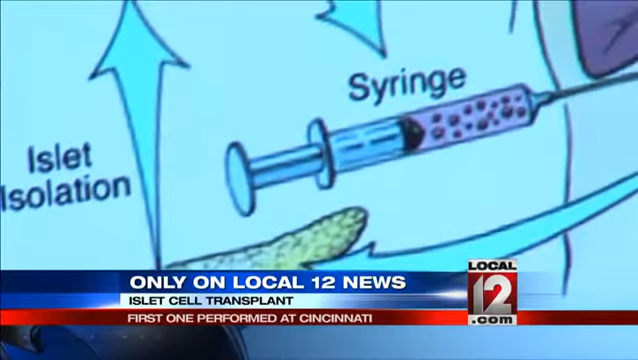 Syringe
Islet
Isolation
ONLY ON LOCAL 12 NEWS
ISLET CELL TRANSPLANT
FIRST ONE PERFORMED AT CINCINNATI
LOCAL
12
.com